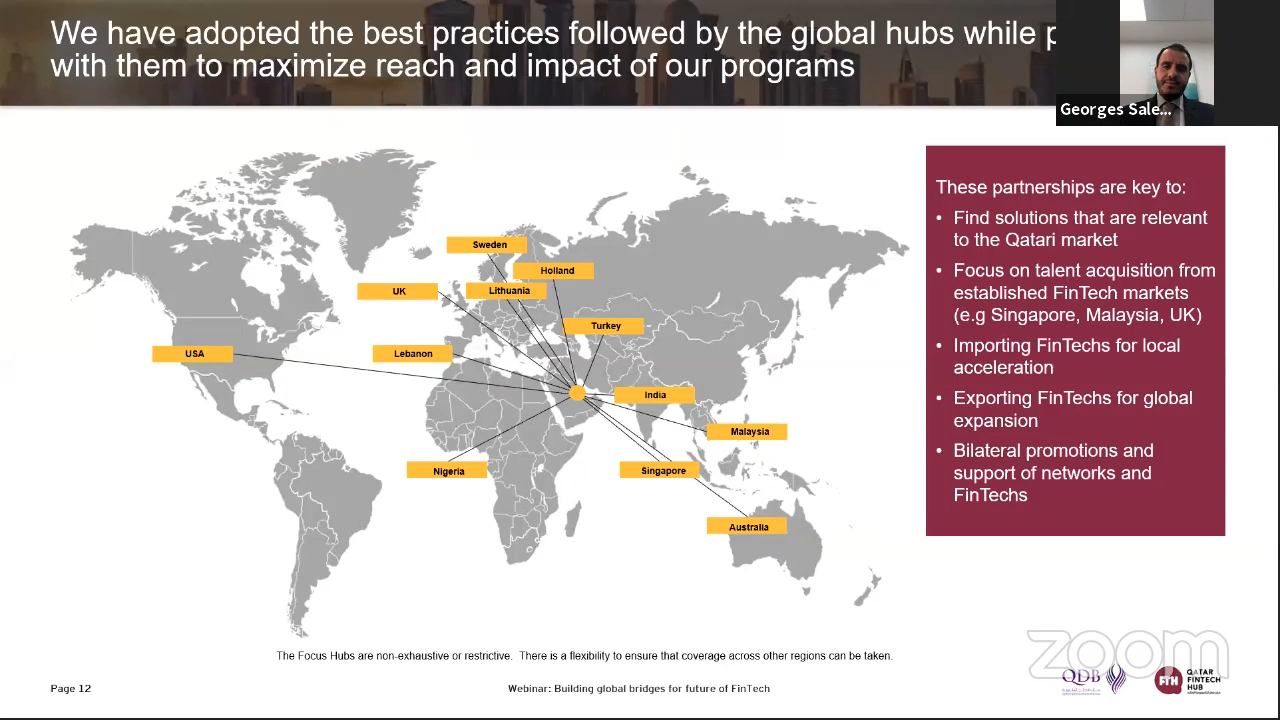 We have adopted the best practices followed by the global hubs while p
with them to maximize reach and impact of our programs
Georges Sale...
These partnerships are key to:
• Find solutions that are relevant
to the Qatari market
• Focus on talent acquisition from
established FinTech markets
(e.g Singapore, Malaysia, UK)
• Importing FinTechs for local
acceleration
• Exporting FinTechs for global
expansion
• Bilateral promotions and
support of networks and
FinTechs
Sweden
Holland
UK
Lithuania
Turkey
USA
Lebanon
India
Malaysia
Nigeria
Singapore
Australia
The Focus Hubs are non-exhaustive or restrictive. There is a flexibility to ensure that coverage across other regions can be taken.
zoom
Page 12
Webinar: Building global bridges for future of FinTech
QDB
FTH
QATAR
FINTECH
HUB